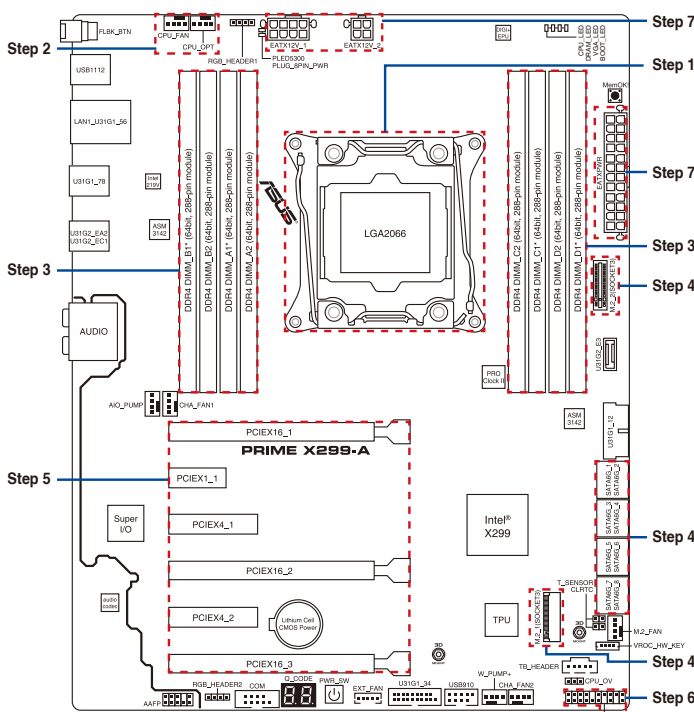 Step 2
FLBK_BTN
CPU_FAN
CPU_OPT
RGB_HEADER1
PLED5300
PLUG_8PIN_PWR
EATX12V_1
EATX12V_2
DIGI+
EPU
CPU_LED
DRAM_LED
VGA_LED
BOOT_LED
Step 7
Step 1
MemOK!
USB1112
LAN1_U31G1_56
U31G1_78
Intel
219V
U31G2_EA2
U31G2_EC1
ASM
3142
DDR4 DIMM_B1* (64bit, 288-pin module)
DDR4 DIMM_B2 (64bit, 288-pin module)
DDR4 DIMM_A1* (64bit, 288-pin module)
DDR4 DIMM_A2 (64bit, 288-pin module)
ASUS
LGA2066
DDR4 DIMM_C2 (64bit, 288-pin module)
DDR4 DIMM_C1* (64bit, 288-pin module)
DDR4 DIMM_D2 (64bit, 288-pin module)
DDR4 DIMM_D1* (64bit, 288-pin module)
EATXPWR
Step 7
Step 3
Step 3
M.2_2(SOCKET3)
Step 4
U31G2_E3
AUDIO
PRO
Clock II
AIO_PUMP
CHA_FAN1
ASM
3142
U31G1_12
PCIEX16_1
PRIME X299-A
Step 5
PCIEX1_1
PCIEX4_1
Super
I/O
PCIEX16_2
audio
codec
PCIEX4_2
Lithium Cell
CMOS Power
PCIEX16_3
Intel®
X299
SATA6G_1
SATA6G_2
SATA6G_3
SATA6G_4
SATA6G_5
SATA6G_6
SATA6G_7
SATA6G_8
Step 4
T_SENSOR
CLRTC
TPU
M.2_1(SOCKET3)
3D
MOUNT
M.2_FAN
VROC_HW_KEY
3D
MOUNT
TB_HEADER
Step 4
CPU_OV
AAFP
RGB_HEADER2
COM
Q_CODE
88
PWR_SW
EXT_FAN
U31G1_34
USB910
W_PUMP+
CHA_FAN2
Step 6